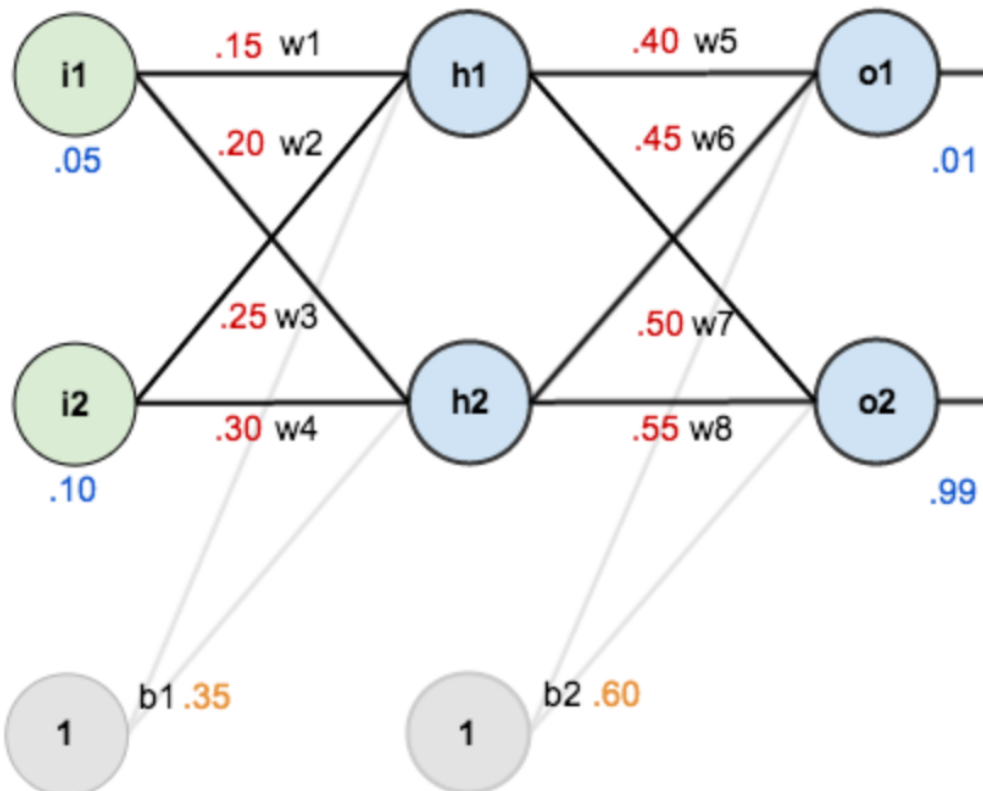 .15 w1
.40 w5
i1
h1
o1
.20 w2
.45 w6
.05
.01
.25 w3
.50 w7
i2
h2
o2
.30 w4
.55 w8
.10
.99
b1 .35
b2 .60
1
1